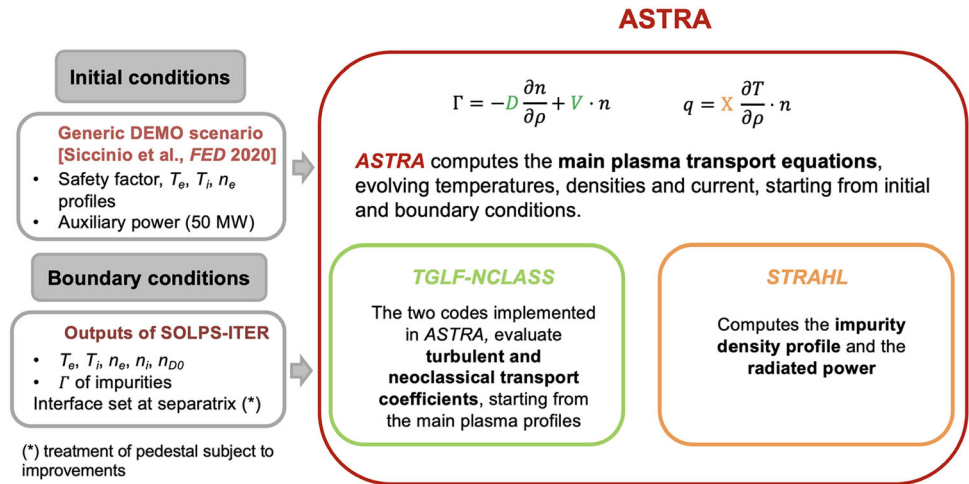 ASTRA
Initial conditions
Generic DEMO scenario
[Siccinio et al., FED 2020]
• Safety factor, Te, Ti, ne
profiles
• Auxiliary power (50 MW)
Boundary conditions
Outputs of SOLPS-ITER
• Te, Ti, ne, ni, nD0
• Γ of impurities
Interface set at separatrix (*)
(*) treatment of pedestal subject to
improvements
Γ = −D ∂n/∂ρ + V · n
q = X ∂T/∂ρ · n
ASTRA computes the main plasma transport equations,
evolving temperatures, densities and current, starting from initial
and boundary conditions.
TGLF-NCLASS
The two codes implemented
in ASTRA, evaluate
turbulent and
neoclassical transport
coefficients, starting from
the main plasma profiles
STRAHL
Computes the impurity
density profile and the
radiated power